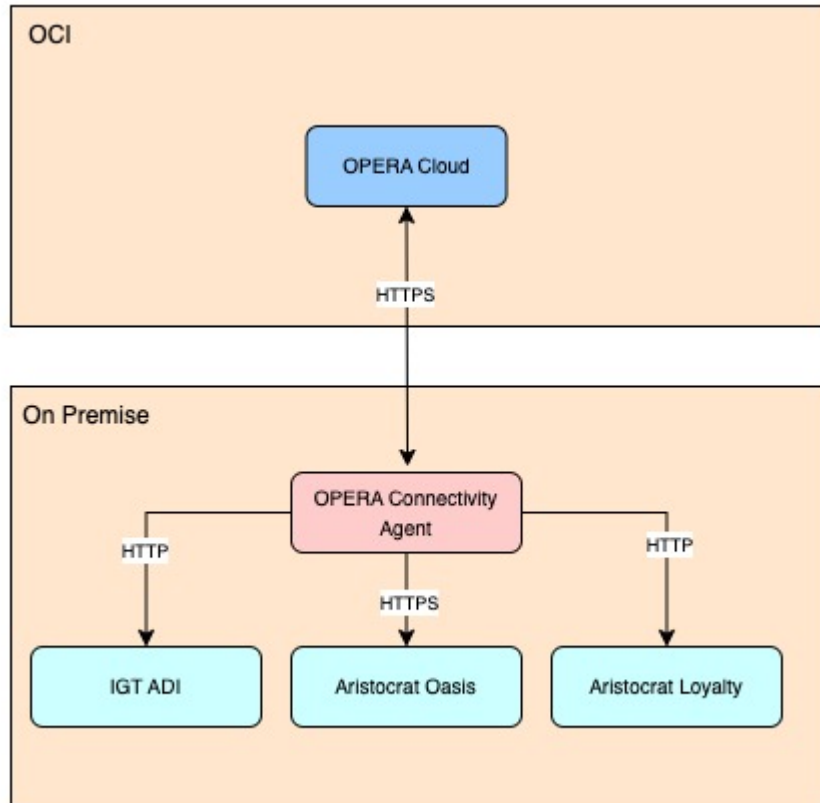 OCI
OPERA Cloud
HTTPS
On Premise
OPERA Connectivity
Agent
HTTP
HTTPS
HTTP
IGT ADI
Aristocrat Oasis
Aristocrat Loyalty